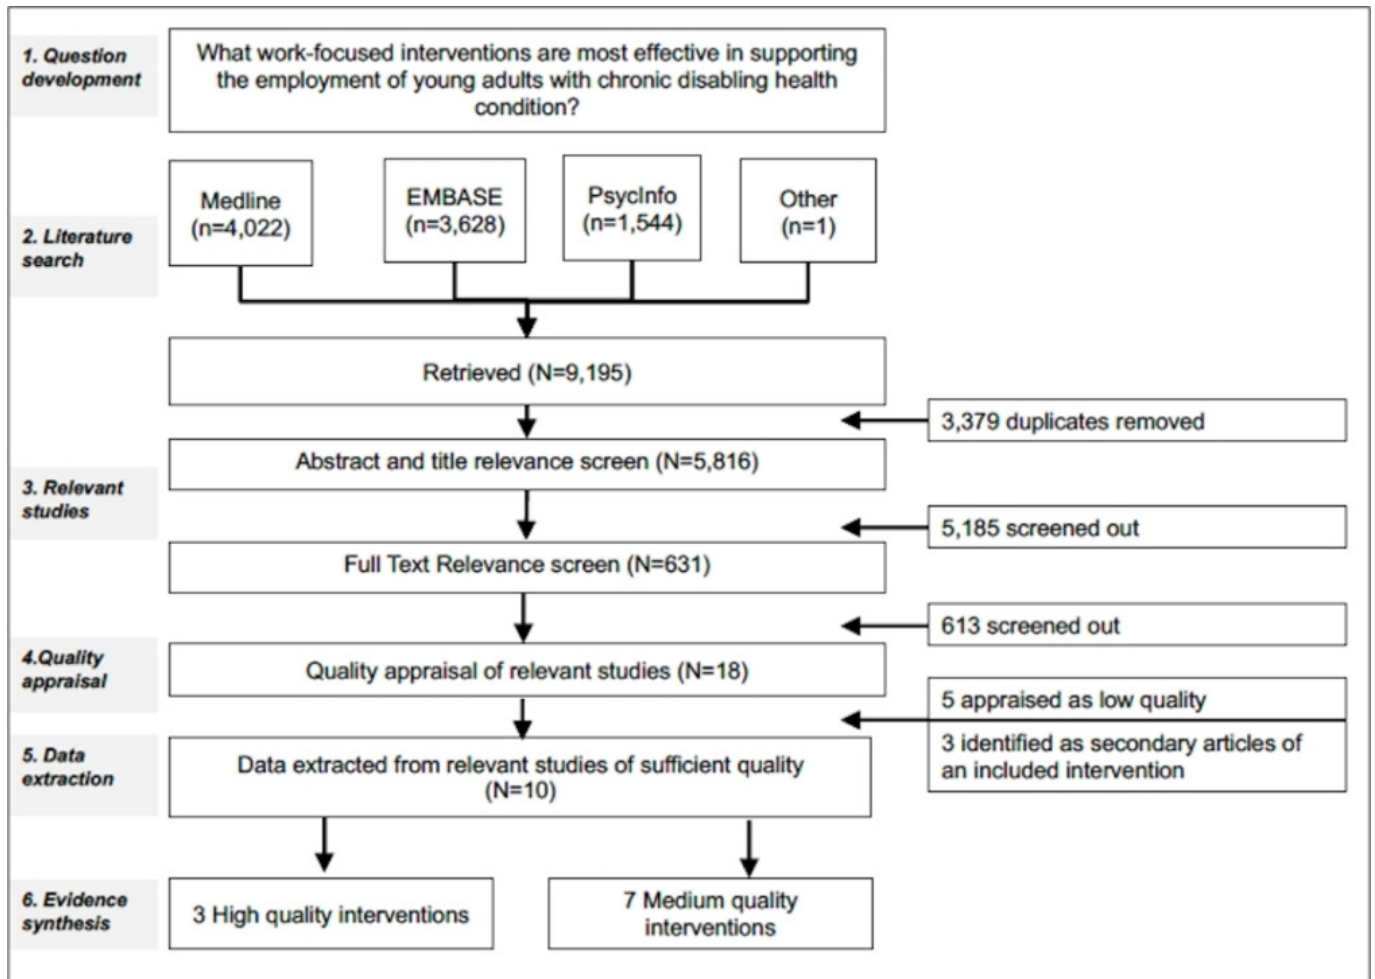 1. Question
development
What work-focused interventions are most effective in supporting
the employment of young adults with chronic disabling health
condition?
2. Literature
search
Medline
(n=4,022)
EMBASE
(n=3,628)
PsycInfo
(n=1,544)
Other
(n=1)
Retrieved (N=9,195)
3,379 duplicates removed
3. Relevant
studies
Abstract and title relevance screen (N=5,816)
5,185 screened out
Full Text Relevance screen (N=631)
613 screened out
4.Quality
appraisal
Quality appraisal of relevant studies (N=18)
5 appraised as low quality
3 identified as secondary articles of
an included intervention
5. Data
extraction
Data extracted from relevant studies of sufficient quality
(N=10)
6. Evidence
synthesis
3 High quality interventions
7 Medium quality
interventions